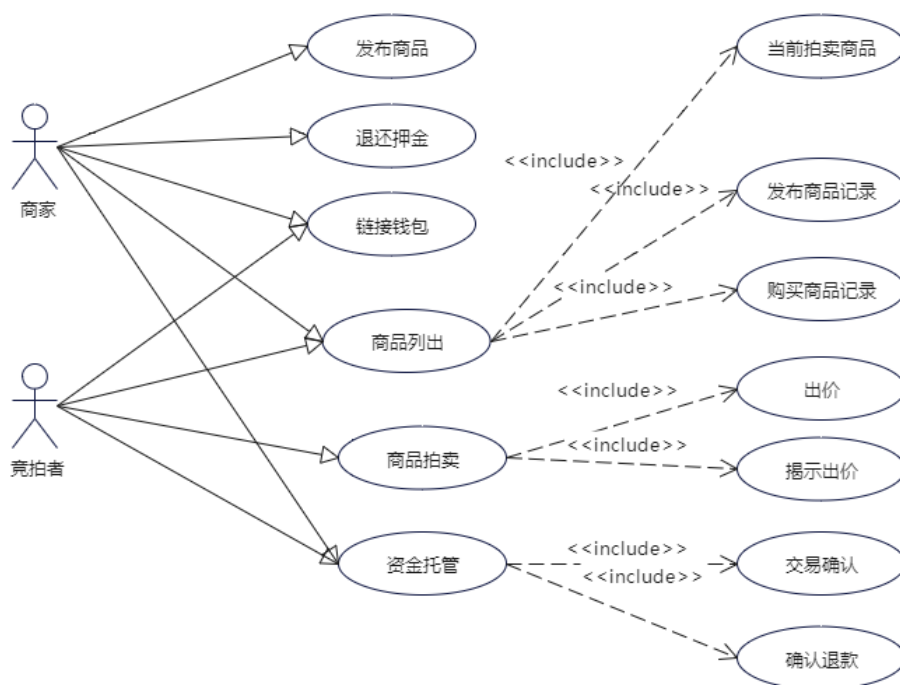 发布商品
当前拍卖商品
退还押金
<<include>>
<<include>>
发布商品记录
商家
链接钱包
<<include>>
购买商品记录
商品列出
<<include>>
出价
<<include>>
竞拍者
商品拍卖
揭示出价
<<include>>
资金托管
交易确认
<<include>>
确认退款